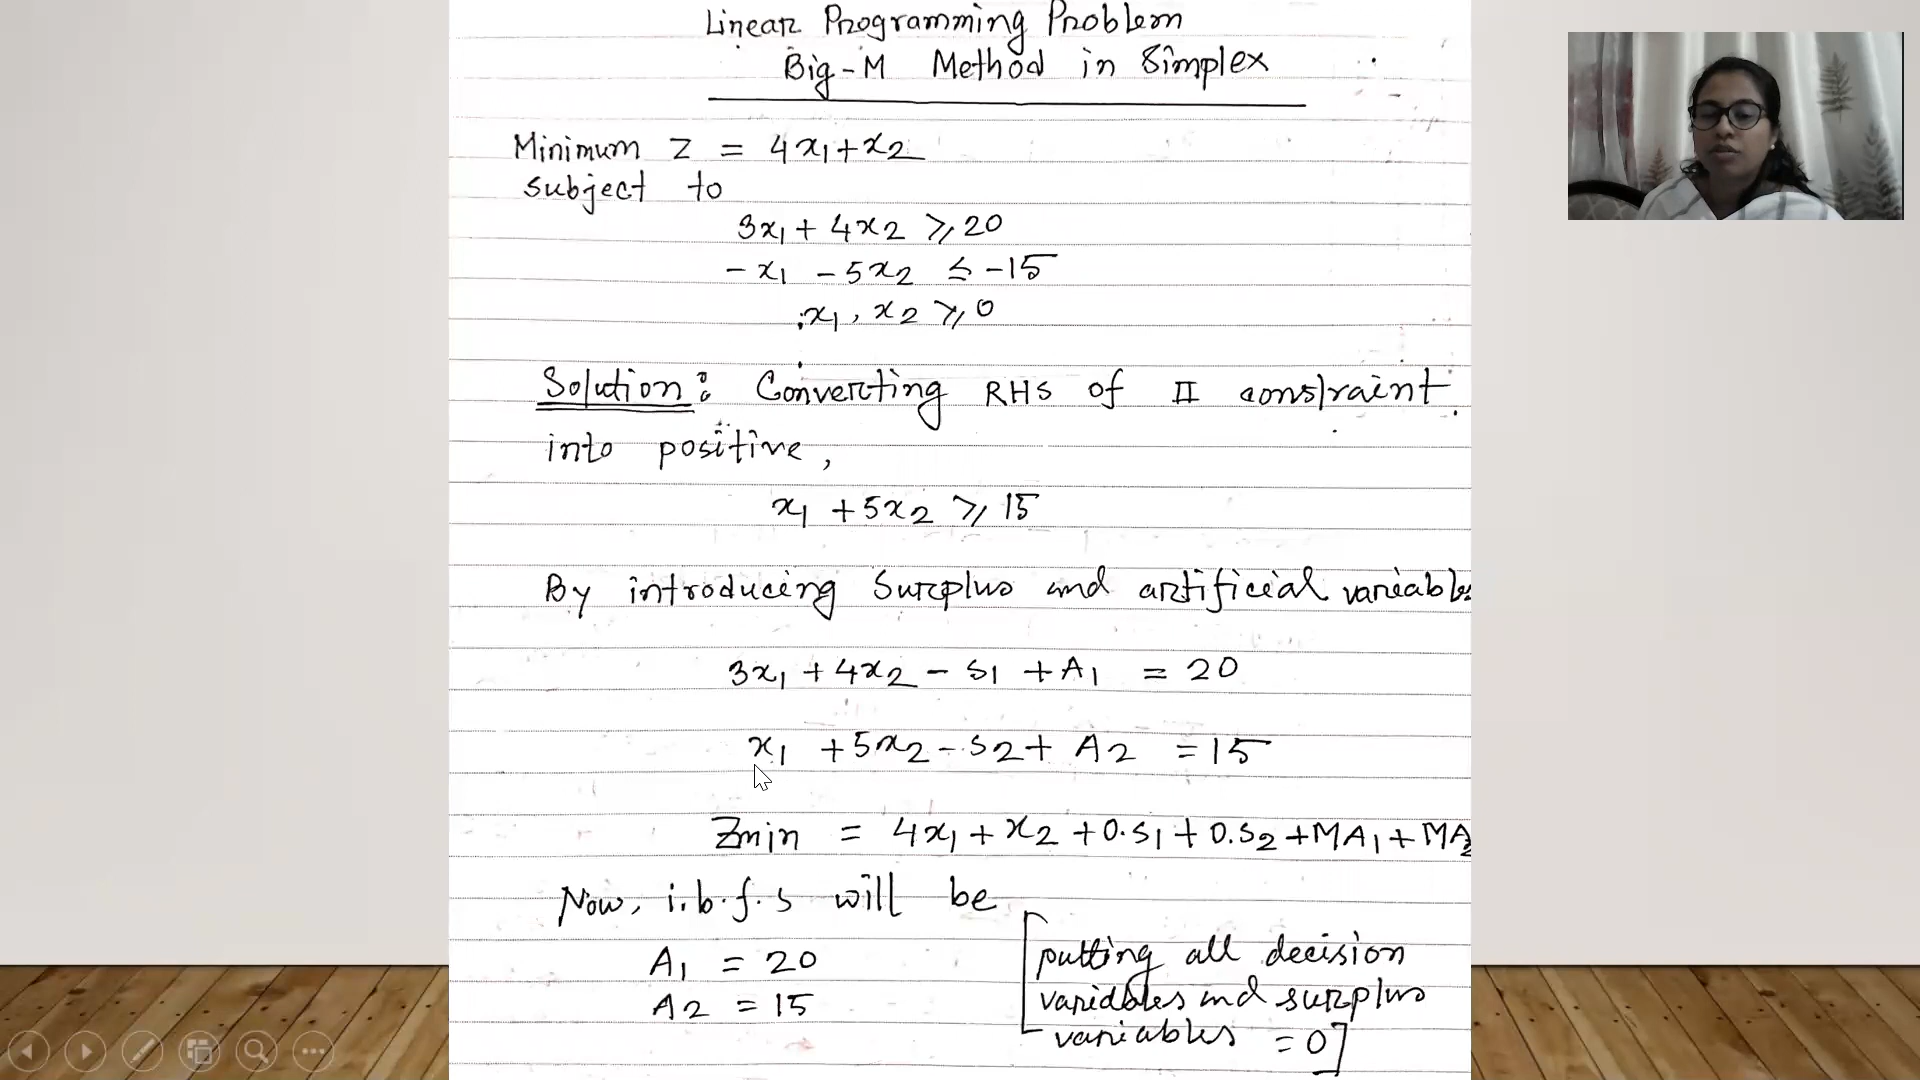 Linear Programming Problem
Big-M Method in Simplex
Minimum Z = 4x₁+x₂
subject to
3x₁ + 4x₂ ⩾ 20
-x₁ - 5x₂ ≤ -15
x₁, x₂ ⩾ 0
Solution: Converting RHS of II constraint
into positive,
x₁ + 5x₂ ⩾ 15
By introducing Surplus and artificial variables
3x₁ + 4x₂ - S₁ + A₁ = 20
x₁ + 5x₂ - S₂ + A₂ = 15
Zmin = 4x₁ + x₂ + 0.S₁ + 0.S₂ + MA₁ + MA₂
Now, i.b.f.s will be
A₁ = 20
A₂ = 15
[putting all decision
variables and surplus
variables = 0]